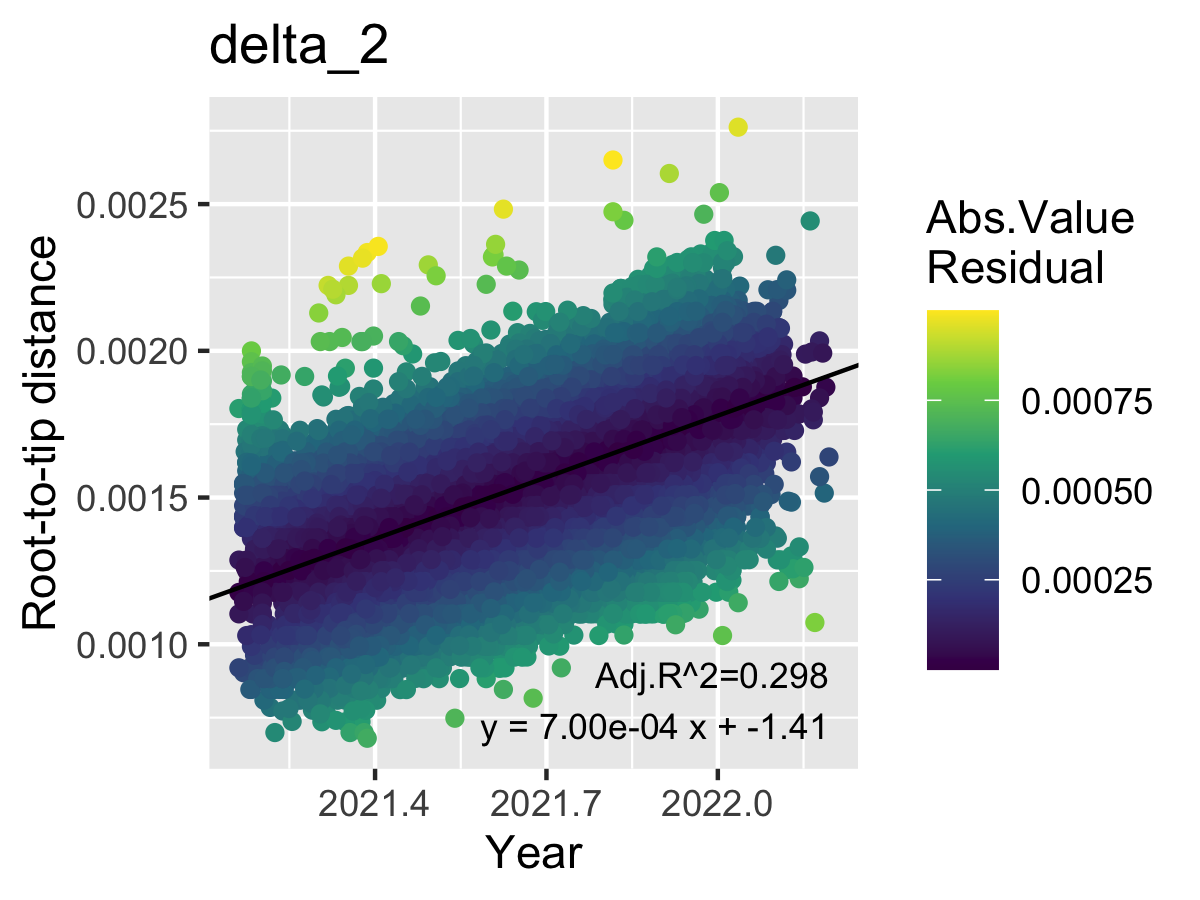 delta_2
Root-to-tip distance
0.0025
0.0020
0.0015
0.0010
Adj.R^2=0.298
y = 7.00e-04 x + -1.41
2021.4 2021.7 2022.0
Year
Abs.Value
Residual
0.00075
0.00050
0.00025